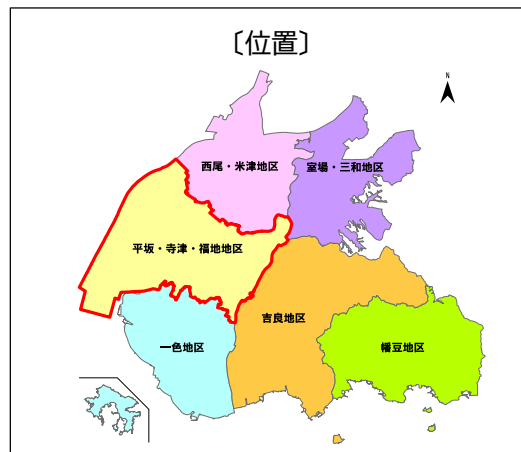 〔位置〕
N
西尾・米津地区
室場・三和地区
平坂・寺津・福地地区
吉良地区
一色地区
幡豆地区